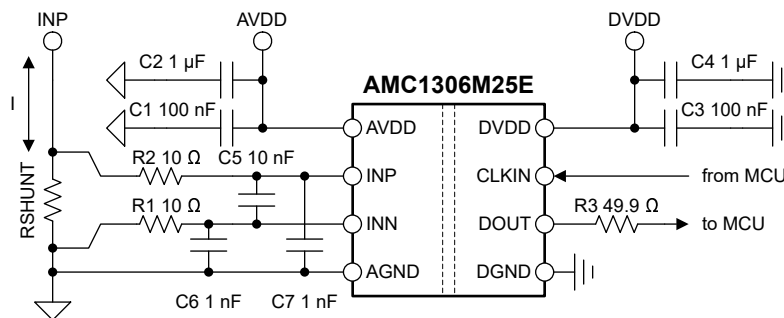 INP
AVDD
DVDD
C2 1 µF
C4 1 µF
AMC1306M25E
C1 100 nF
C3 100 nF
I
AVDD
DVDD
R2 10 Ω
C5 10 nF
INP
CLKIN
from MCU
RSHUNT
R1 10 Ω
INN
DOUT
R3 49.9 Ω
to MCU
AGND
DGND
C6 1 nF
C7 1 nF